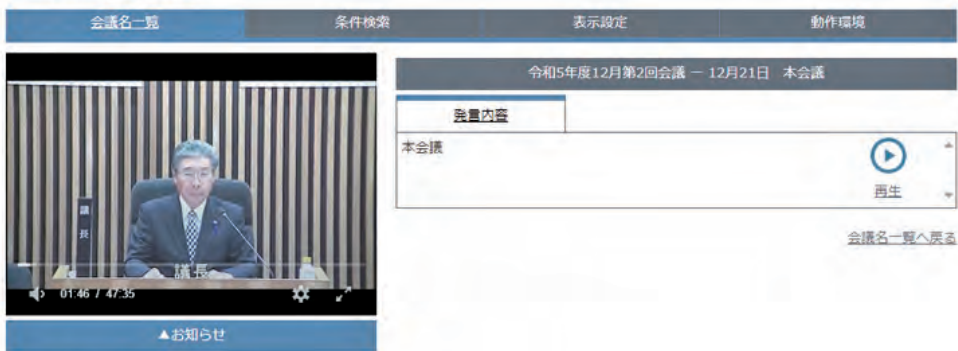 会議名一覧
条件検索
表示設定
動作環境
令和5年度12月第2回会議 － 12月21日 本会議
発言内容
本会議
再生
会議名一覧へ戻る
議長
議長
01:46 / 47:35
▲お知らせ